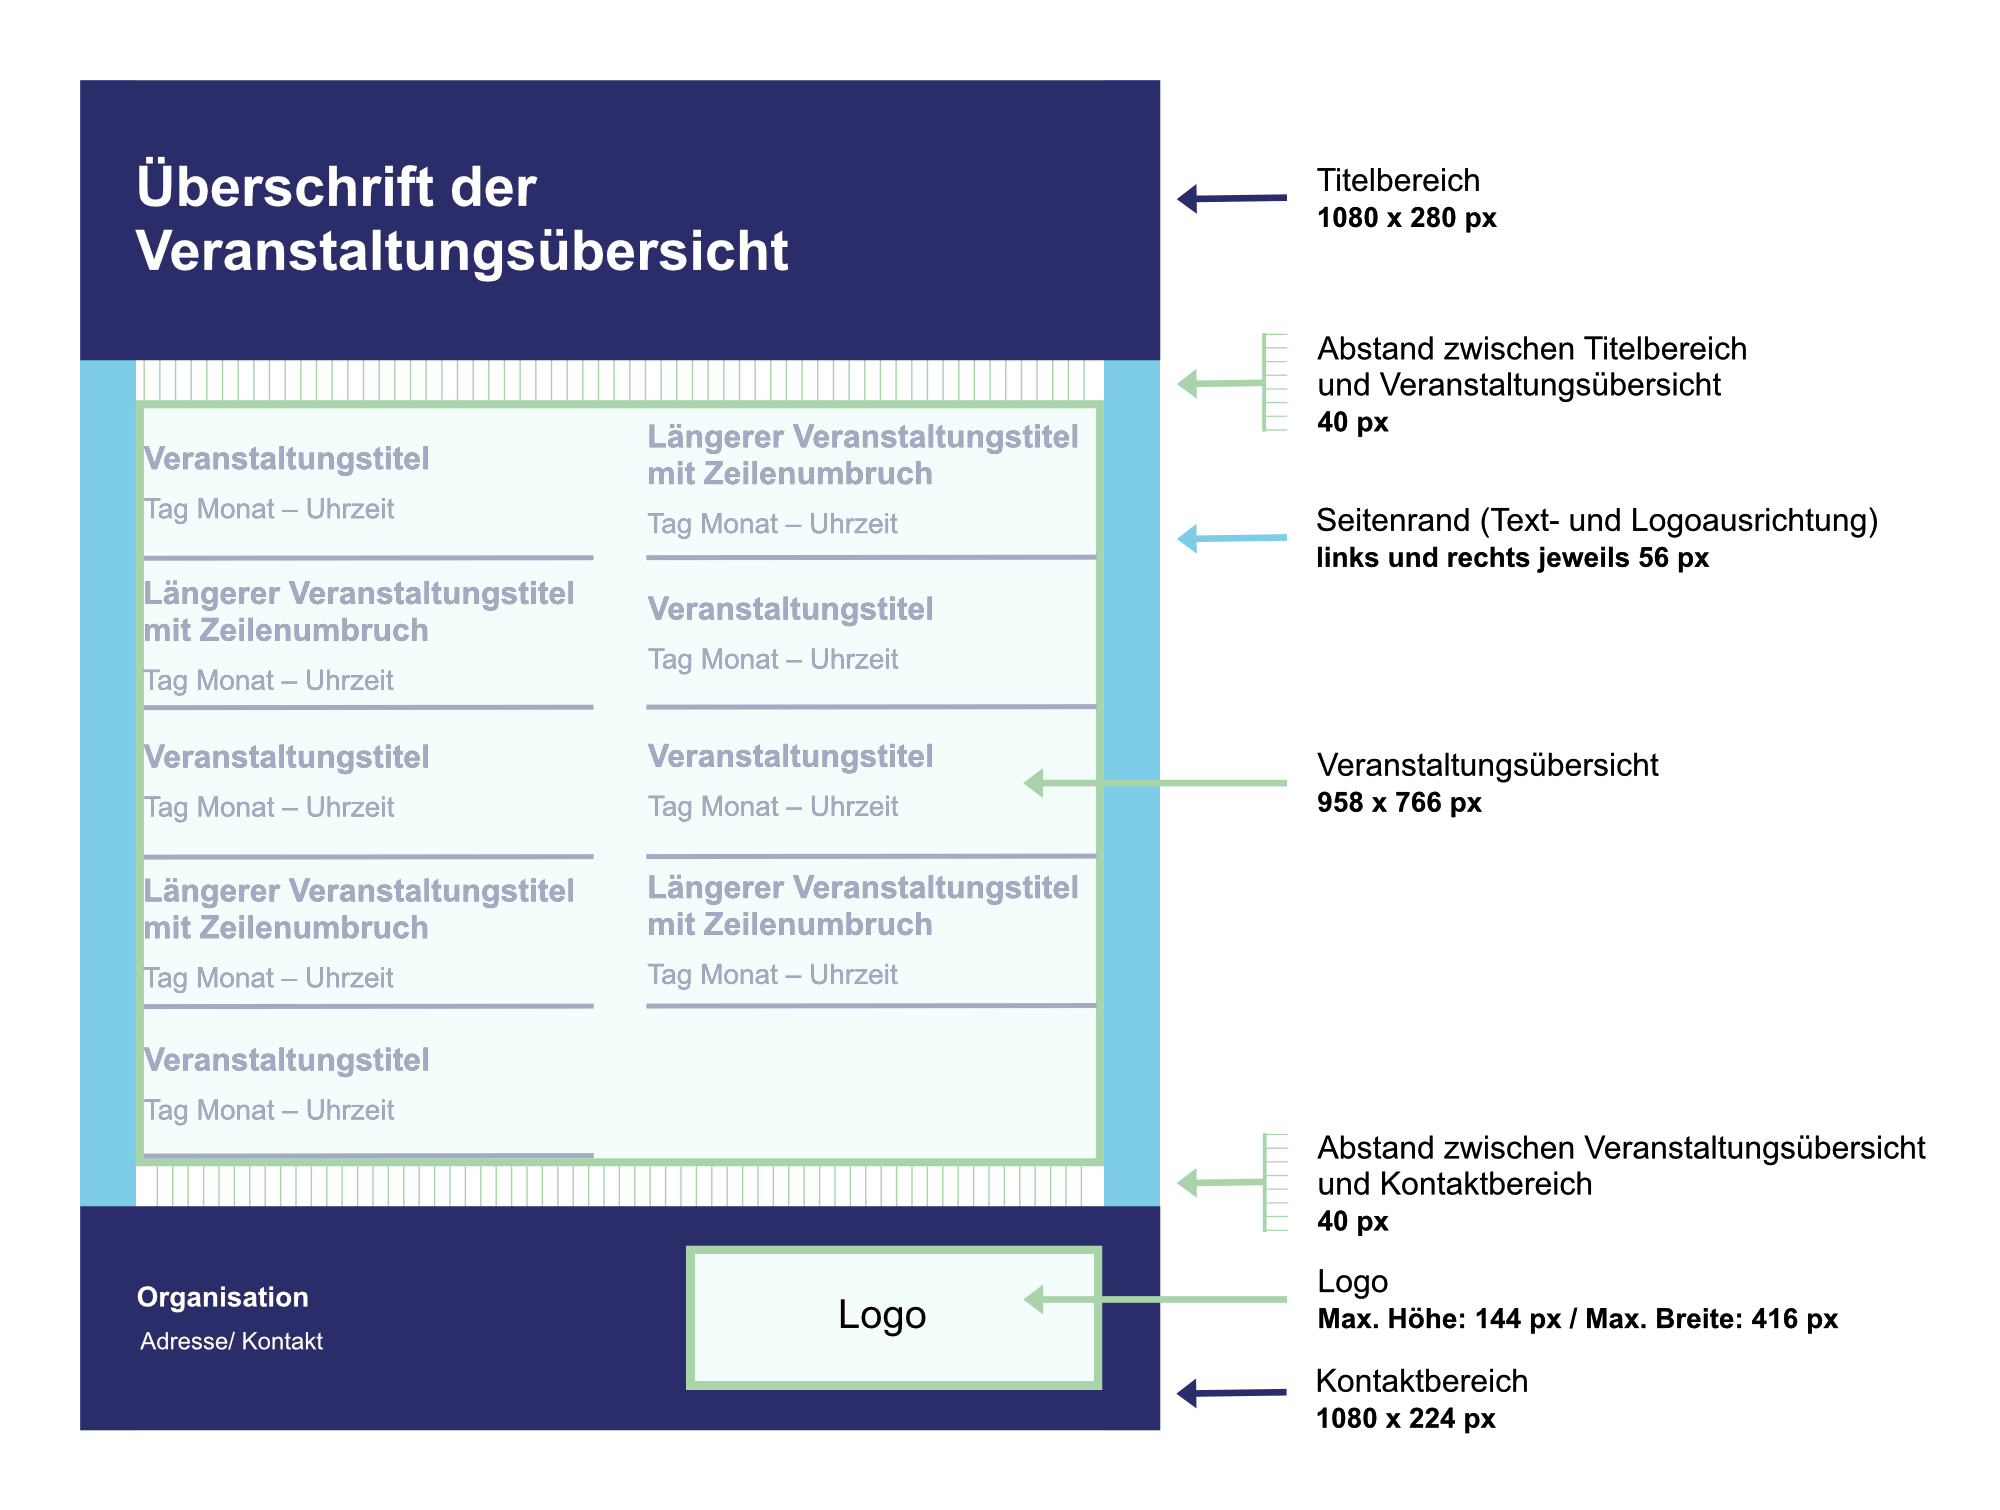 Überschrift der
Veranstaltungsübersicht
Veranstaltungstitel
Tag Monat – Uhrzeit
Längerer Veranstaltungstitel
mit Zeilenumbruch
Tag Monat – Uhrzeit
Längerer Veranstaltungstitel
mit Zeilenumbruch
Tag Monat – Uhrzeit
Veranstaltungstitel
Tag Monat – Uhrzeit
Veranstaltungstitel
Tag Monat – Uhrzeit
Veranstaltungstitel
Tag Monat – Uhrzeit
Längerer Veranstaltungstitel
mit Zeilenumbruch
Tag Monat – Uhrzeit
Längerer Veranstaltungstitel
mit Zeilenumbruch
Tag Monat – Uhrzeit
Veranstaltungstitel
Tag Monat – Uhrzeit
Organisation
Adresse/ Kontakt
Logo
Titelbereich
1080 x 280 px
Abstand zwischen Titelbereich
und Veranstaltungsübersicht
40 px
Seitenrand (Text- und Logoausrichtung)
links und rechts jeweils 56 px
Veranstaltungsübersicht
958 x 766 px
Abstand zwischen Veranstaltungsübersicht
und Kontaktbereich
40 px
Logo
Max. Höhe: 144 px / Max. Breite: 416 px
Kontaktbereich
1080 x 224 px